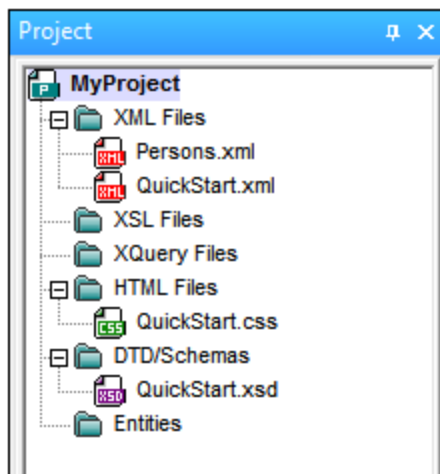 Project
MyProject
XML Files
Persons.xml
QuickStart.xml
XSL Files
XQuery Files
HTML Files
QuickStart.css
DTD/Schemas
QuickStart.xsd
Entities